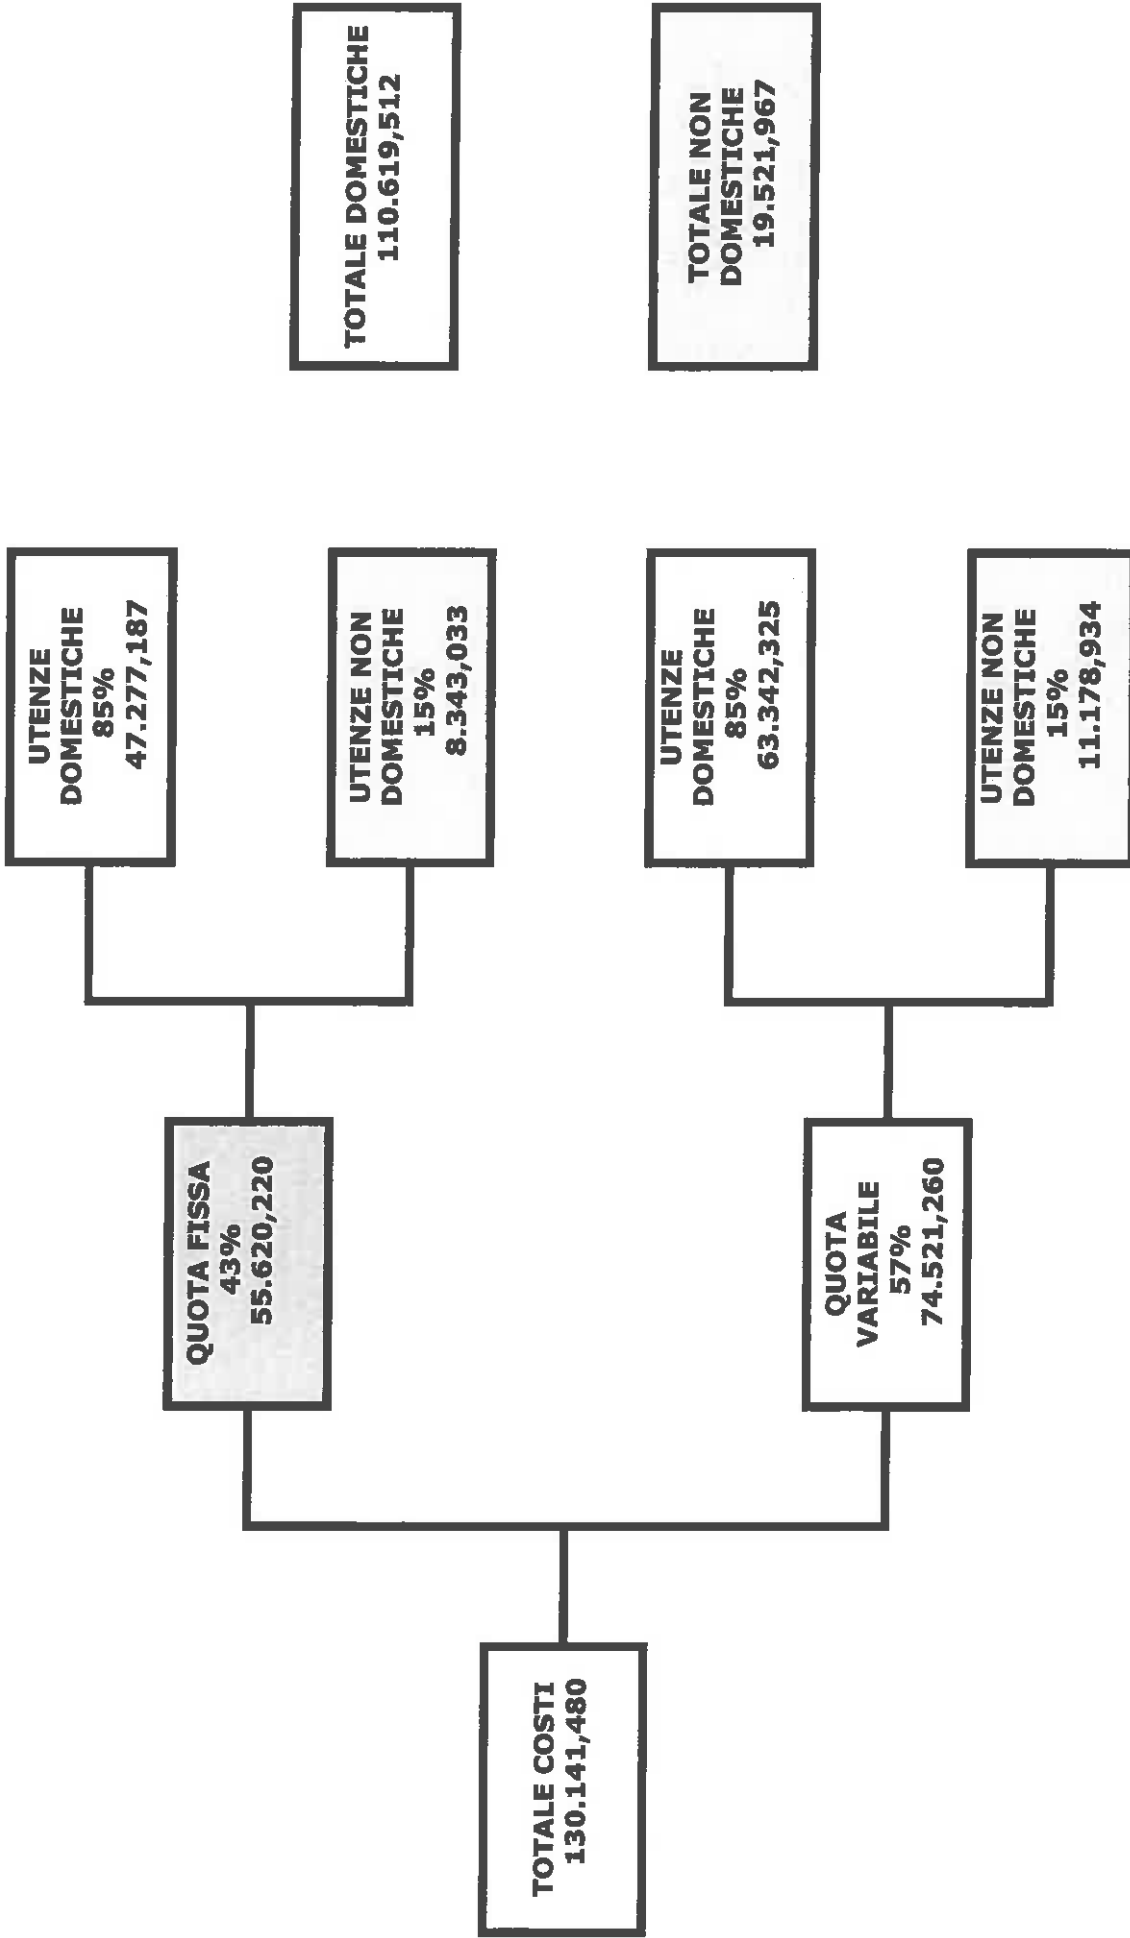 TOTALE COSTI
130.141,480
QUOTA FISSA
43%
55.620,220
QUOTA
VARIABILE
57%
74.521,260
UTENZE
DOMESTICHE
85%
47.277,187
UTENZE NON
DOMESTICHE
15%
8.343,033
UTENZE
DOMESTICHE
85%
63.342,325
UTENZE NON
DOMESTICHE
15%
11.178,934
TOTALE DOMESTICHE
110.619,512
TOTALE NON
DOMESTICHE
19.521,967